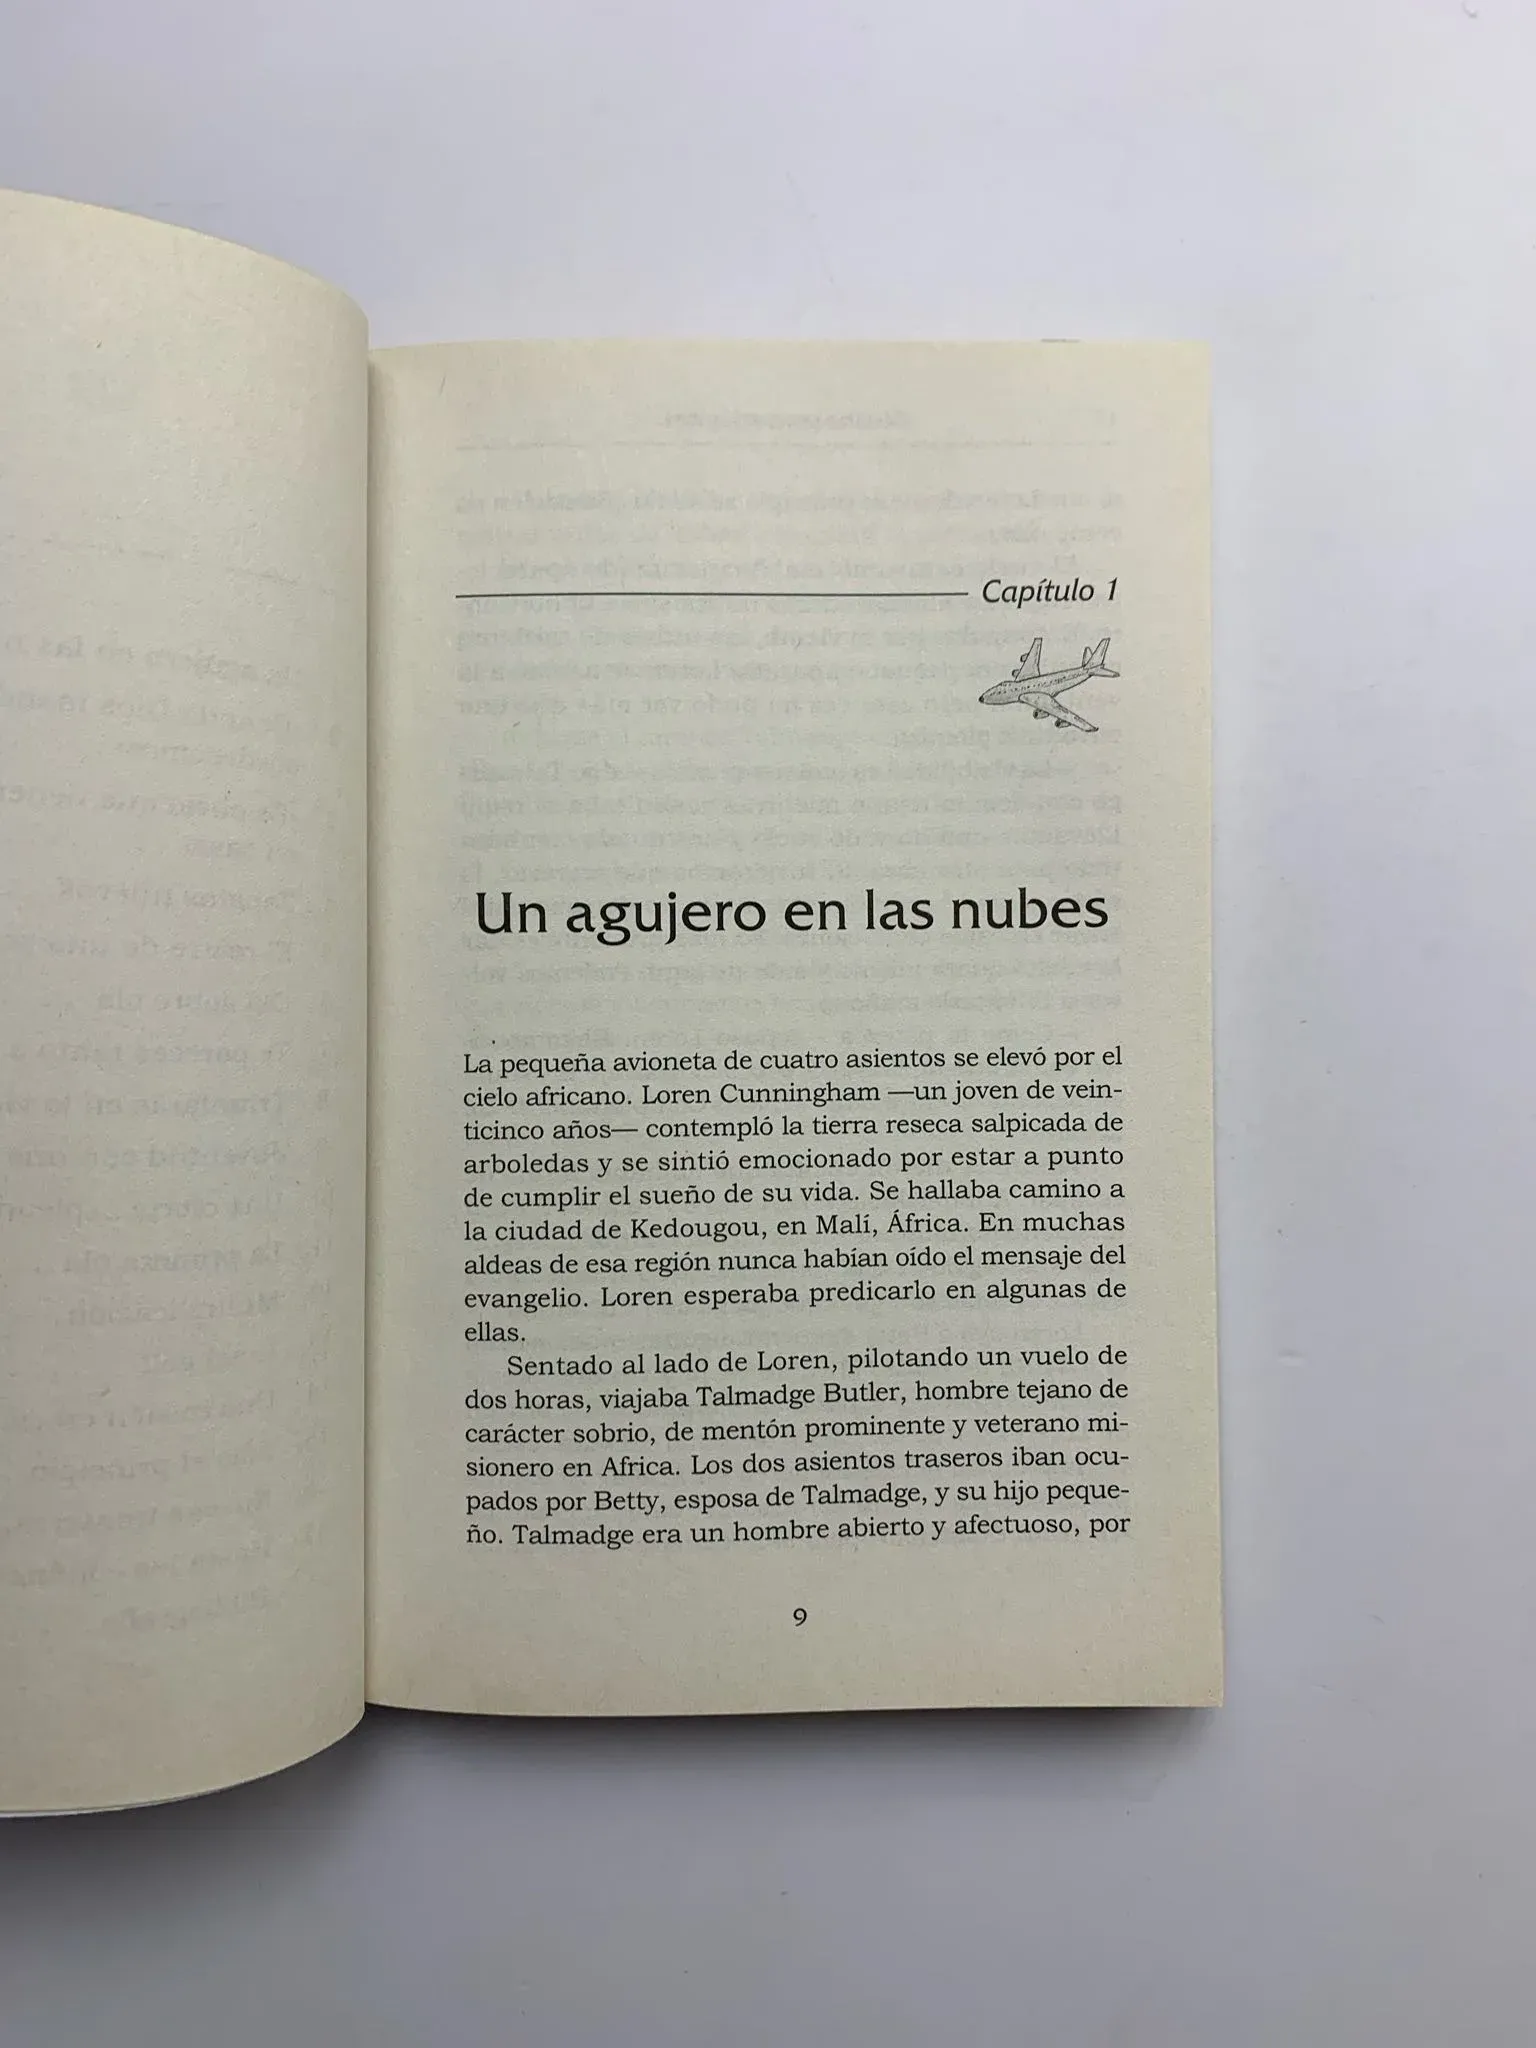 Capítulo 1
Un agujero en las nubes
La pequeña avioneta de cuatro asientos se elevó por el
cielo africano. Loren Cunningham —un joven de vein-
ticinco años— contempló la tierra reseca salpicada de
arboledas y se sintió emocionado por estar a punto
de cumplir el sueño de su vida. Se hallaba camino a
la ciudad de Kedougou, en Malí, África. En muchas
aldeas de esa región nunca habían oído el mensaje del
evangelio. Loren esperaba predicarlo en algunas de
ellas.
Sentado al lado de Loren, pilotando un vuelo de
dos horas, viajaba Talmadge Butler, hombre tejano de
carácter sobrio, de mentón prominente y veterano mi-
sionero en Africa. Los dos asientos traseros iban ocu-
pados por Betty, esposa de Talmadge, y su hijo peque-
ño. Talmadge era un hombre abierto y afectuoso, por
9